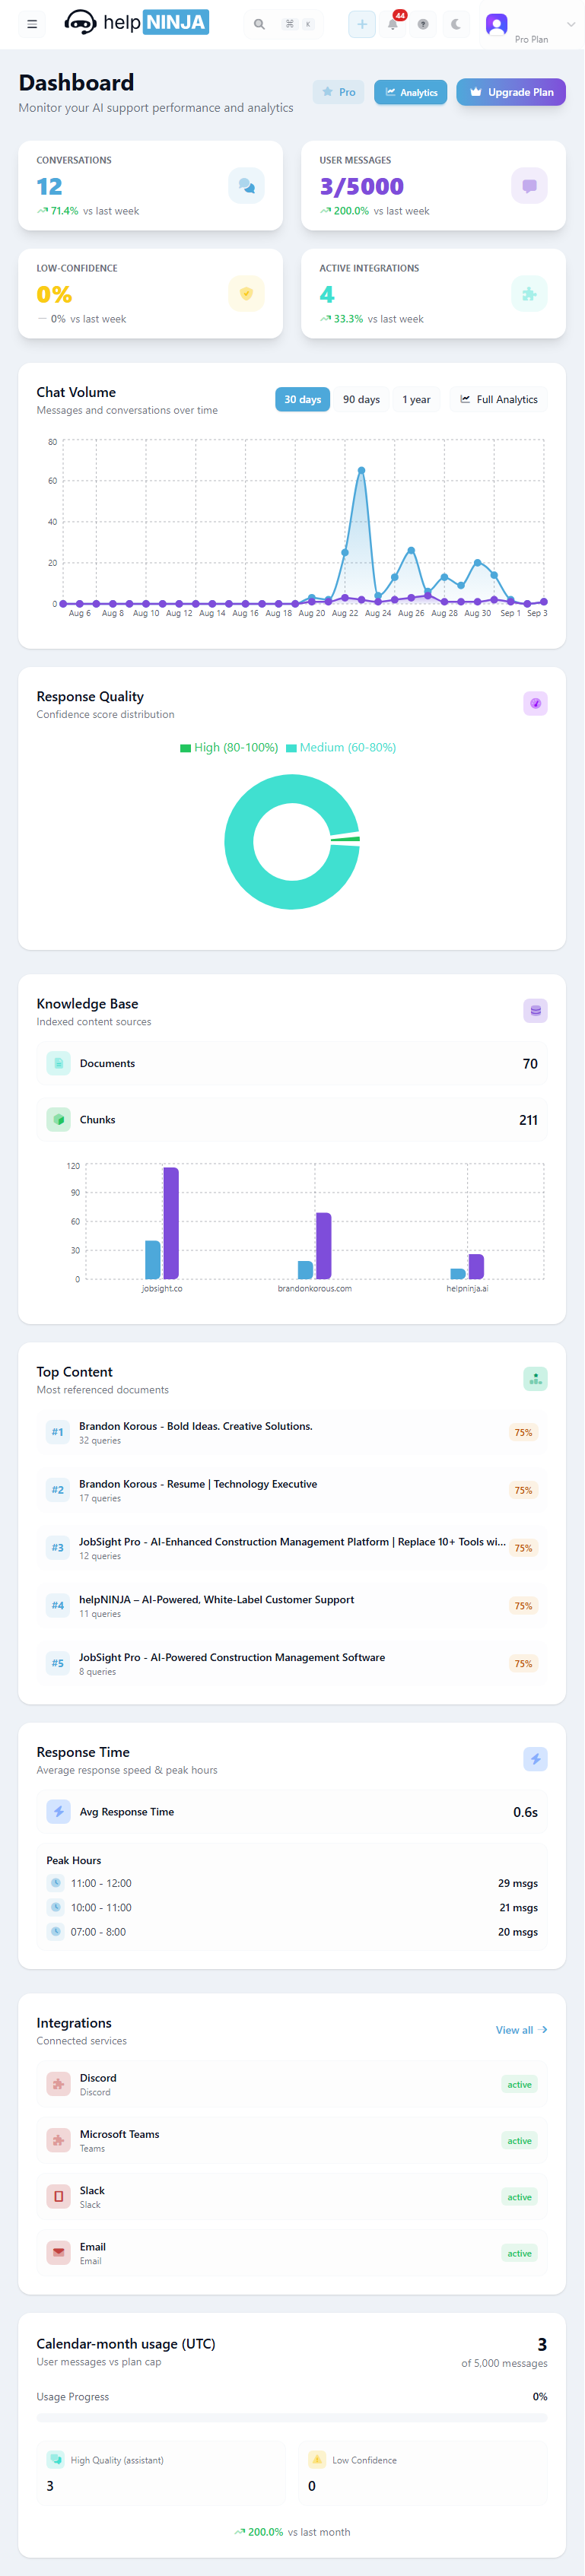 help NINJA
⌘ K
44
Pro Plan
Dashboard
Monitor your AI support performance and analytics
Pro
Analytics
Upgrade Plan
CONVERSATIONS
12
71.4% vs last week
USER MESSAGES
3/5000
200.0% vs last week
LOW-CONFIDENCE
0%
— 0% vs last week
ACTIVE INTEGRATIONS
4
33.3% vs last week
Chat Volume
Messages and conversations over time
30 days
90 days
1 year
Full Analytics
80
60
40
20
0
Aug 6 Aug 8 Aug 10 Aug 12 Aug 14 Aug 16 Aug 18 Aug 20 Aug 22 Aug 24 Aug 26 Aug 28 Aug 30 Sep 1 Sep 3
Response Quality
Confidence score distribution
High (80-100%) Medium (60-80%)
Knowledge Base
Indexed content sources
Documents 70
Chunks 211
120
90
60
30
0
jobsight.co brandonkorous.com helpninja.ai
Top Content
Most referenced documents
#1 Brandon Korous - Bold Ideas. Creative Solutions. 75%
32 queries
#2 Brandon Korous - Resume | Technology Executive 75%
17 queries
#3 JobSight Pro - AI-Enhanced Construction Management Platform | Replace 10+ Tools wi... 75%
12 queries
#4 helpNINJA – AI-Powered, White-Label Customer Support 75%
11 queries
#5 JobSight Pro - AI-Powered Construction Management Software 75%
8 queries
Response Time
Average response speed & peak hours
Avg Response Time 0.6s
Peak Hours
11:00 - 12:00 29 msgs
10:00 - 11:00 21 msgs
07:00 - 8:00 20 msgs
Integrations
Connected services
View all →
Discord
Discord
active
Microsoft Teams
Teams
active
Slack
Slack
active
Email
Email
active
Calendar-month usage (UTC)
User messages vs plan cap
3
of 5,000 messages
Usage Progress 0%
High Quality (assistant)
3
Low Confidence
0
200.0% vs last month